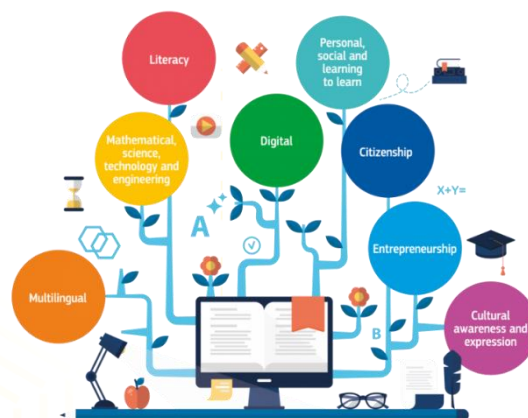 Literacy
Personal,
social and
learning
to learn
Mathematical,
science,
technology and
engineering
Digital
Citizenship
X+Y=
A
Entrepreneurship
Multilingual
B
Cultural
awareness and
expression